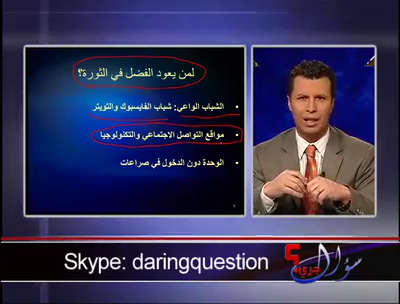 لمن يعود الفضل في الثورة؟
• الشباب الواعي: شباب الفايسبوك والتويتر
• مواقع التواصل الاجتماعي والتكنولوجيا
• الوحدة دون الدخول في صراعات
Skype: daringquestion
سؤال جريء